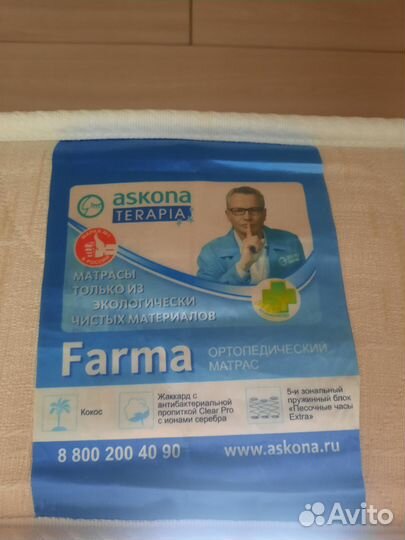 askona
TERAPIA
МАТРАСЫ
ТОЛЬКО ИЗ
ЭКОЛОГИЧЕСКИ
ЧИСТЫХ МАТЕРИАЛОВ
Farma
ОРТОПЕДИЧЕСКИЙ
МАТРАС
Кокос
Жаккард с
антибактериальной
пропиткой Clear Pro
с ионами серебра
5-и зональный
пружинный блок
«Песочные часы
Extra»
8 800 200 40 90
www.askona.ru
Avito